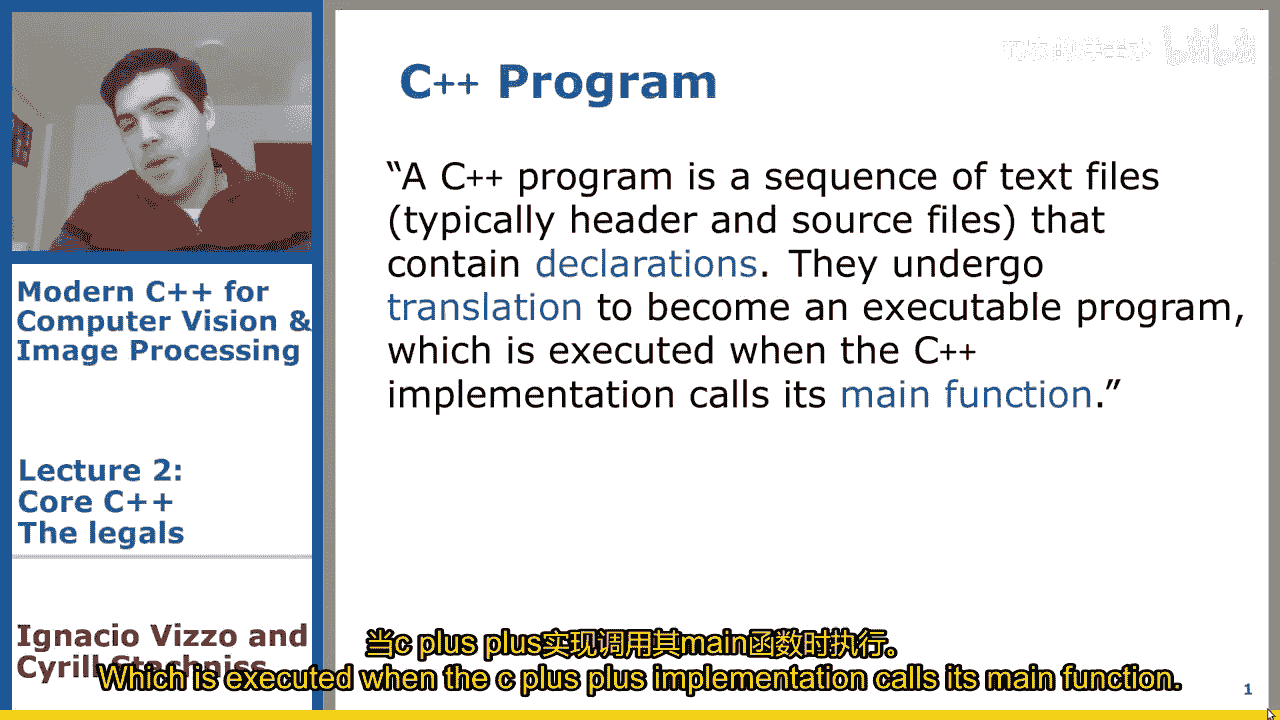 C++ Program
“A C++ program is a sequence of text files
(typically header and source files) that
contain declarations. They undergo
translation to become an executable program,
which is executed when the C++
implementation calls its main function.”
Modern C++ for
Computer Vision &
Image Processing
Lecture 2:
Core C++
The legals
Ignacio Vizzo and
Cyrill Stachniss
当c plus plus实现调用其main函数时执行。
Which is executed when the c plus plus implementation calls its main function.
1